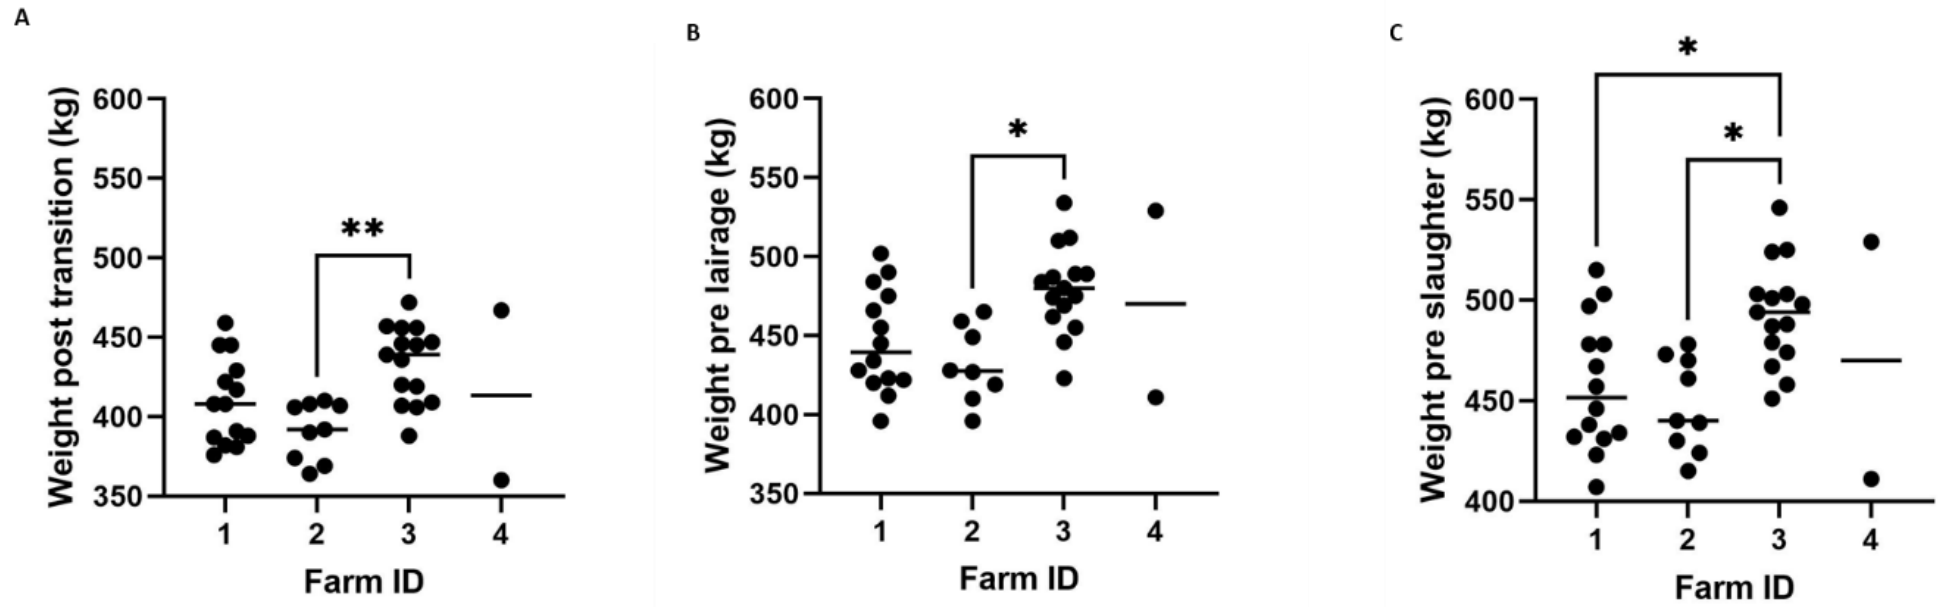 A
Weight post transition (kg)
600
550
500
450
400
350
**
1 2 3 4
Farm ID
B
Weight pre lairage (kg)
600
550
500
450
400
350
*
1 2 3 4
Farm ID
C
Weight pre slaughter (kg)
600
550
500
450
400
*
*
1 2 3 4
Farm ID